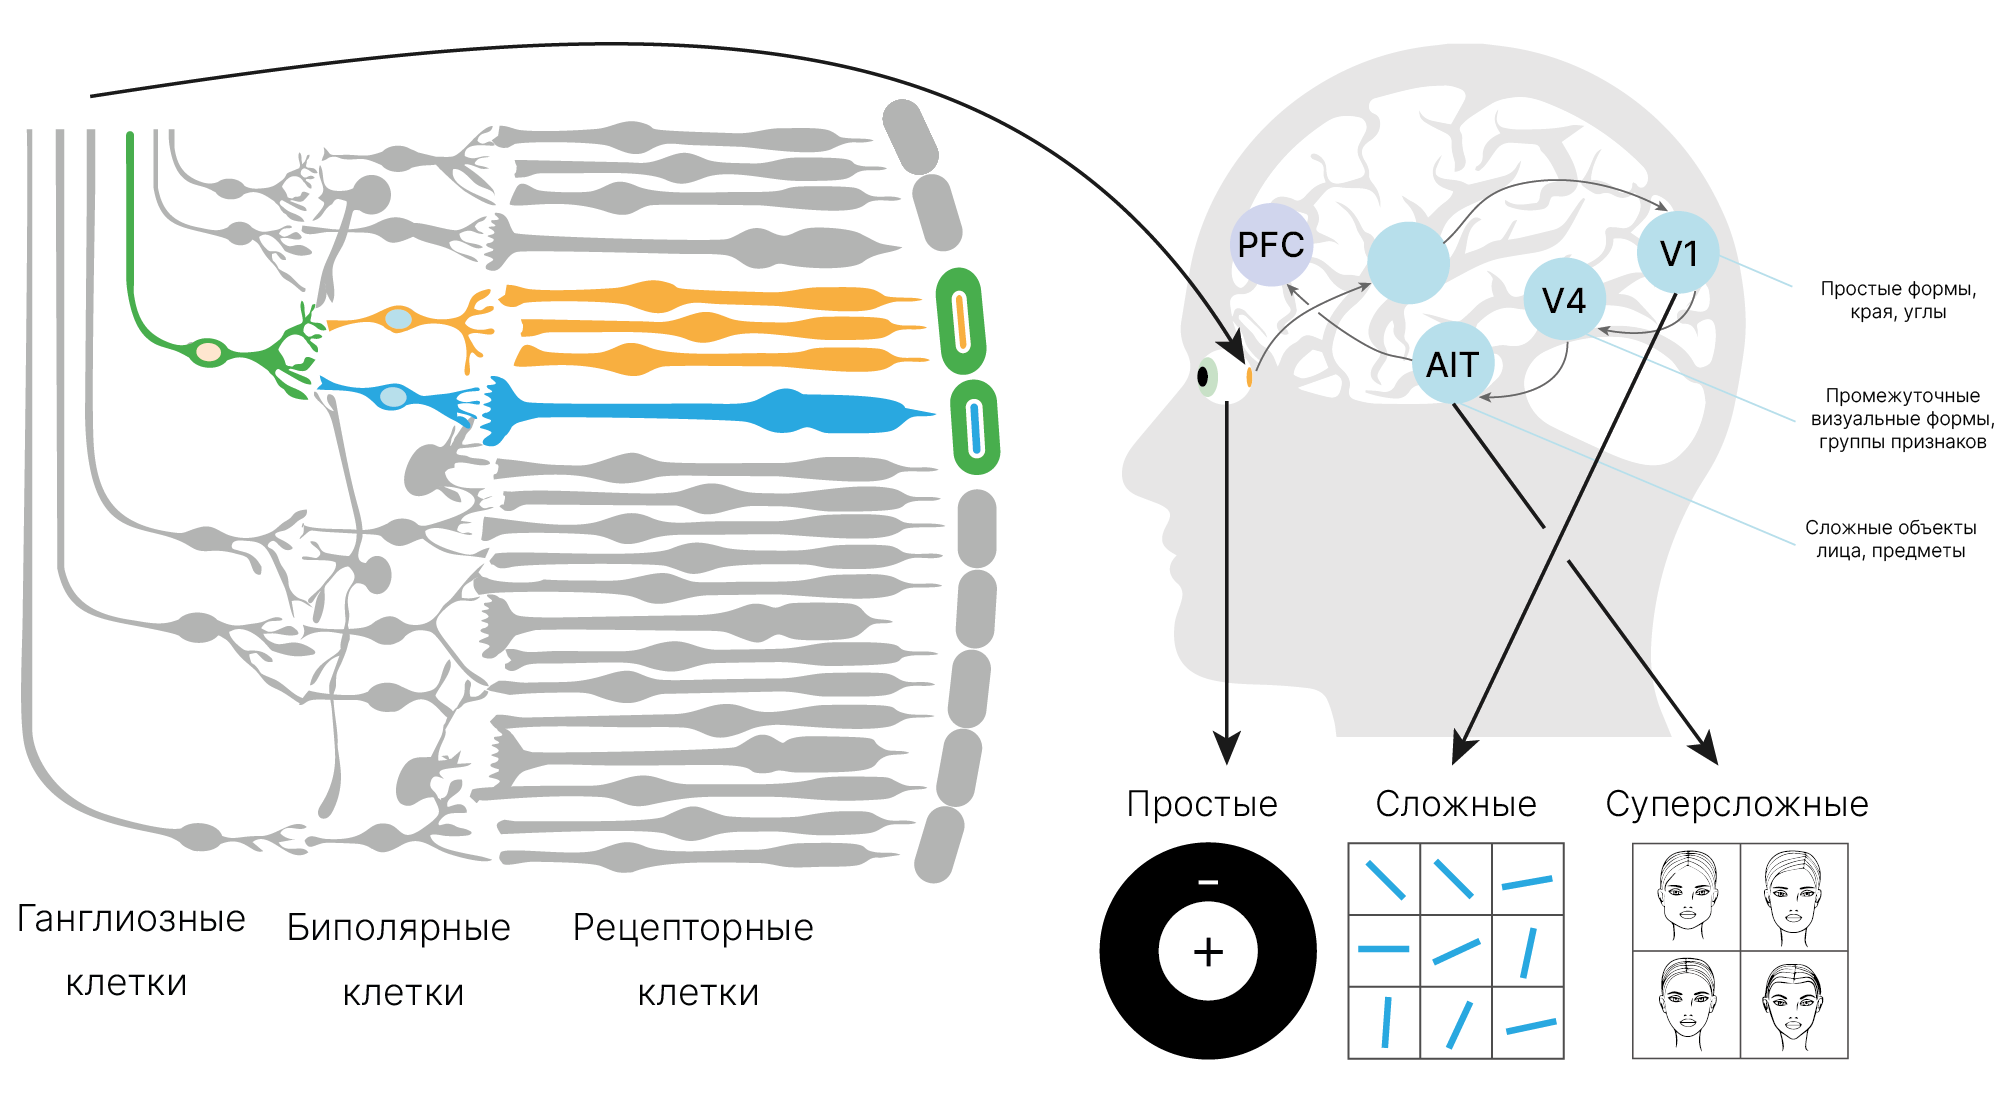 PFC
V1
V4
AIT
Простые формы,
края, углы
Промежуточные
визуальные формы,
группы признаков
Сложные объекты
лица, предметы
Ганглиозные
клетки
Биполярные
клетки
Рецепторные
клетки
Простые
Сложные
Суперсложные
−
+